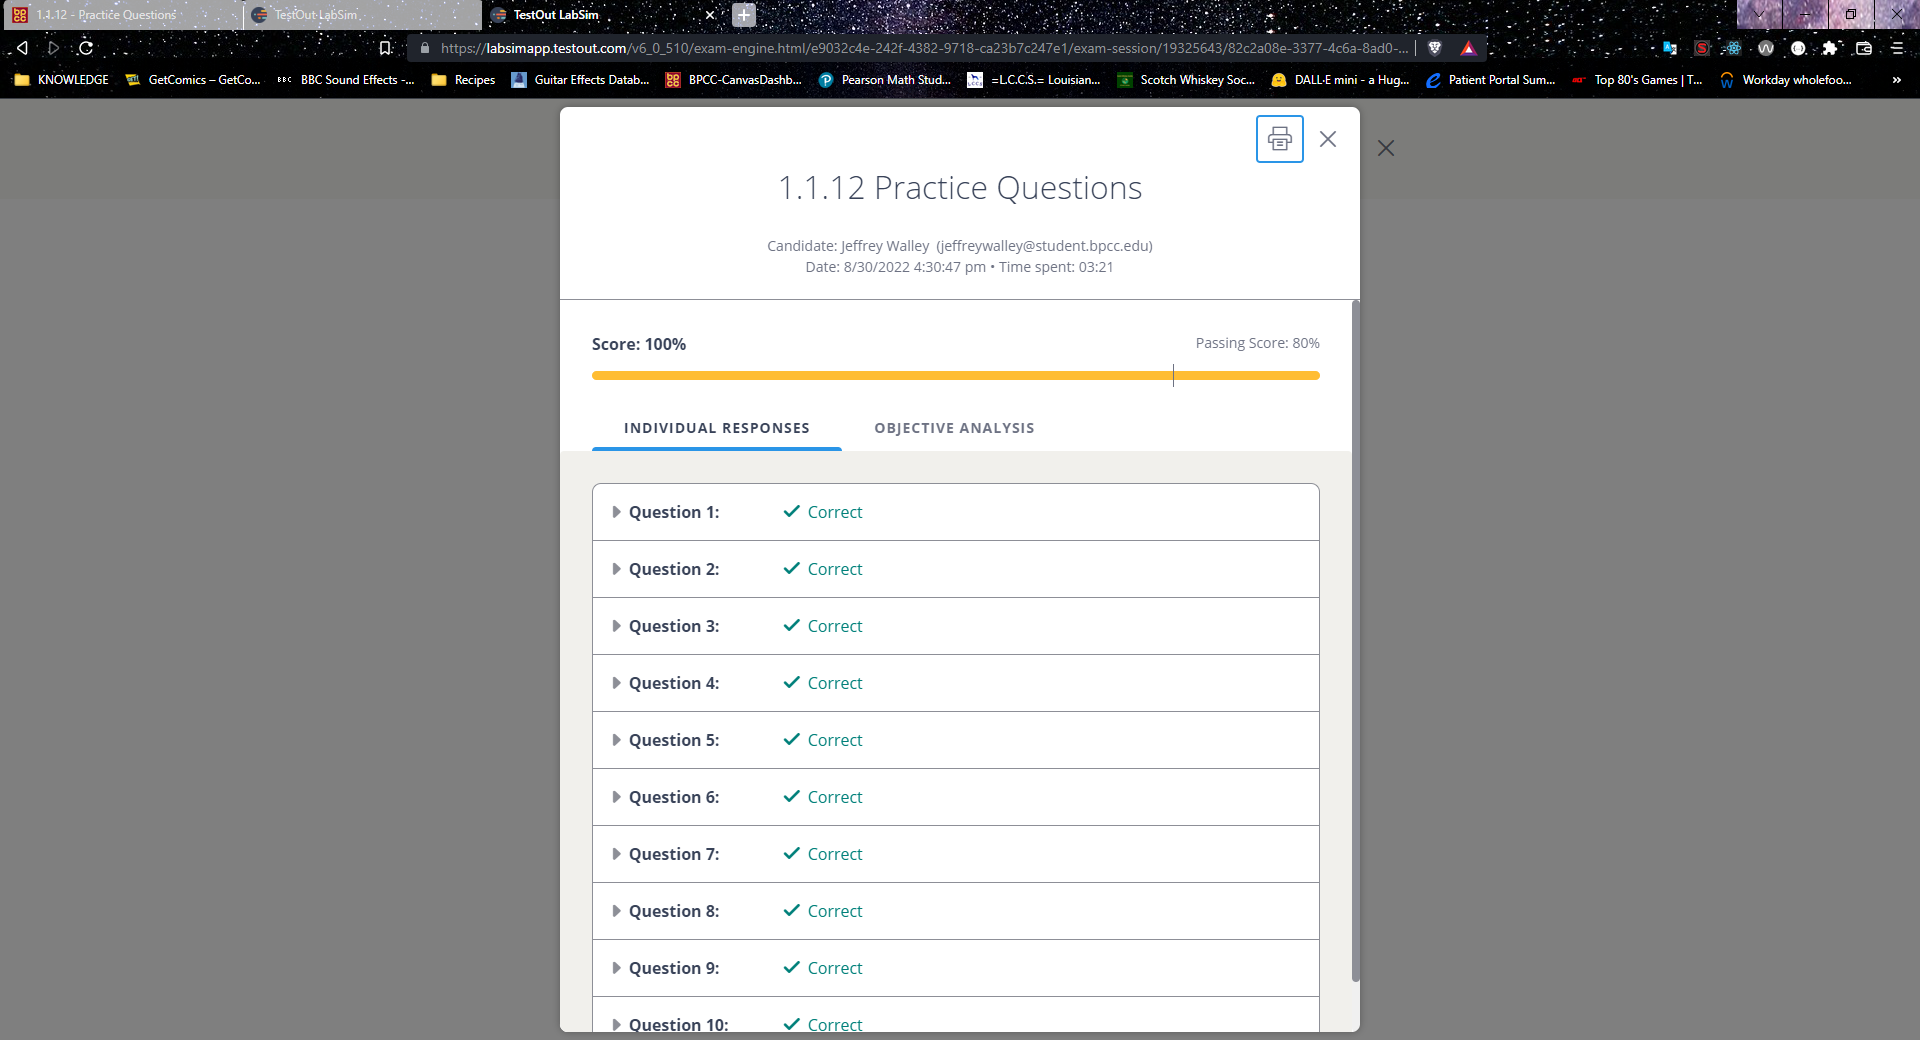 1.1.12 - Practice Questions
TestOut LabSim
TestOut LabSim
https://labsimapp.testout.com/v6_0_510/exam-engine.html/e9032c4e-242f-4382-9718-ca23b7c247e1/exam-session/19325643/82c2a08e-3377-4c6a-8ad0-...
KNOWLEDGE
GetComics – GetCo...
BBC
BBC Sound Effects -...
Recipes
Guitar Effects Datab...
BPCC-CanvasDashb...
Pearson Math Stud...
=L.C.C.S.= Louisian...
Scotch Whiskey Soc...
DALL·E mini - a Hug...
Patient Portal Sum...
Top 80's Games | T...
Workday wholefoo...
»
1.1.12 Practice Questions
Candidate: Jeffrey Walley (jeffreywalley@student.bpcc.edu)
Date: 8/30/2022 4:30:47 pm • Time spent: 03:21
Score: 100%
Passing Score: 80%
INDIVIDUAL RESPONSES
OBJECTIVE ANALYSIS
Question 1: Correct
Question 2: Correct
Question 3: Correct
Question 4: Correct
Question 5: Correct
Question 6: Correct
Question 7: Correct
Question 8: Correct
Question 9: Correct
Question 10: Correct